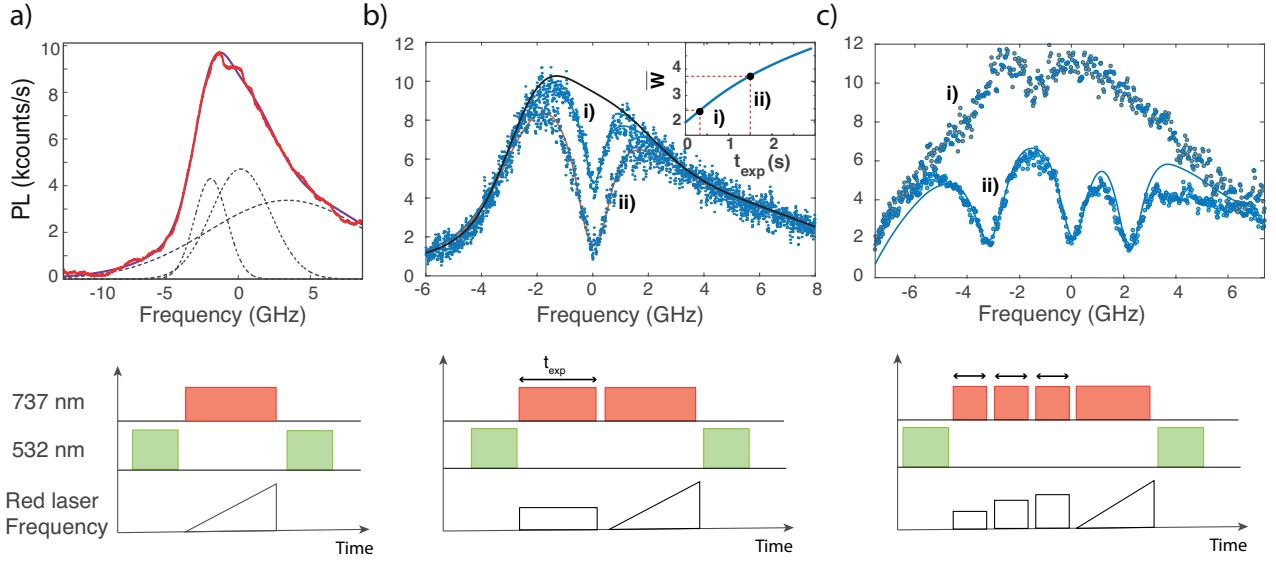 a)
PL (kcounts/s)
10
8
6
4
2
0
-10 -5 0 5
Frequency (GHz)
b)
12
10
8
6
4
2
0
-6 -4 -2 0 2 4 6 8
Frequency (GHz)
i)
ii)
W
4
3
2
0 1 2
t_exp (s)
i)
ii)
c)
12
10
8
6
4
2
0
-6 -4 -2 0 2 4 6
Frequency (GHz)
i)
ii)
737 nm
532 nm
Red laser
Frequency
Time
t_exp
Time
Time